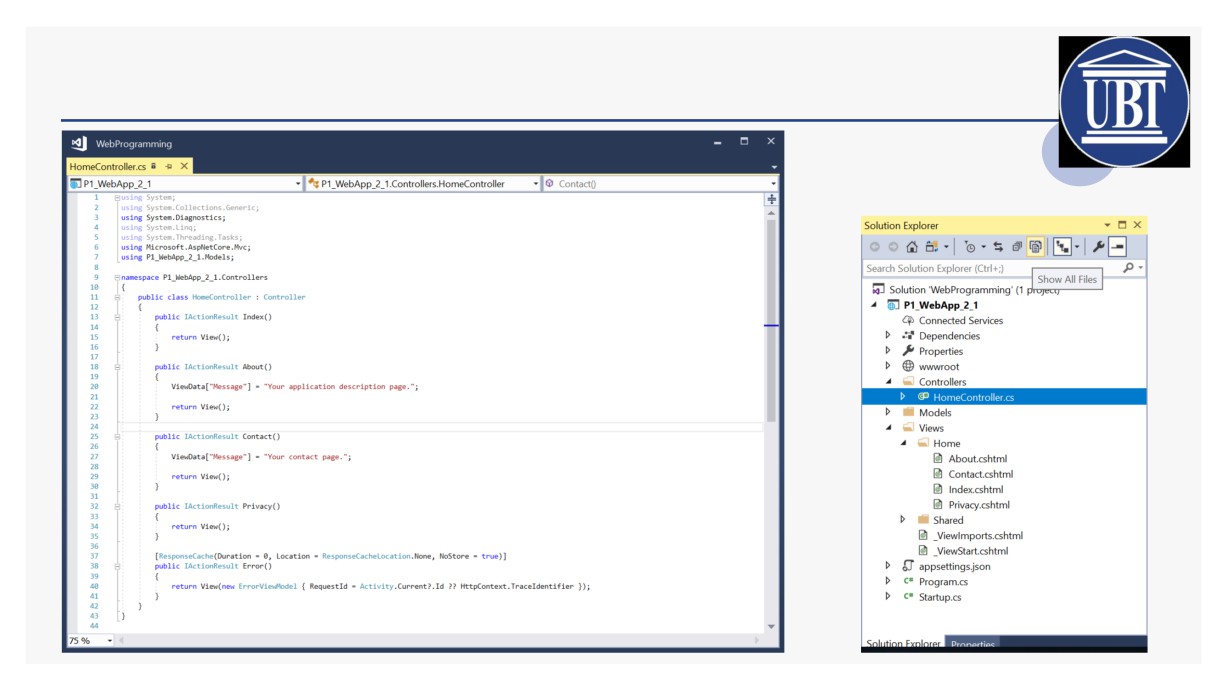 UBT
WebProgramming
HomeController.cs
P1_WebApp_2_1 P1_WebApp_2_1.Controllers.HomeController Contact()
1 using System;
2 using System.Collections.Generic;
3 using System.Diagnostics;
4 using System.Linq;
5 using System.Threading.Tasks;
6 using Microsoft.AspNetCore.Mvc;
7 using P1_WebApp_2_1.Models;
8
9 namespace P1_WebApp_2_1.Controllers
10 {
11 public class HomeController : Controller
12 {
13 public IActionResult Index()
14 {
15 return View();
16 }
17
18 public IActionResult About()
19 {
20 ViewData["Message"] = "Your application description page.";
21
22 return View();
23 }
24
25 public IActionResult Contact()
26 {
27 ViewData["Message"] = "Your contact page.";
28
29 return View();
30 }
31
32 public IActionResult Privacy()
33 {
34 return View();
35 }
36
37 [ResponseCache(Duration = 0, Location = ResponseCacheLocation.None, NoStore = true)]
38 public IActionResult Error()
39 {
40 return View(new ErrorViewModel { RequestId = Activity.Current?.Id ?? HttpContext.TraceIdentifier });
41 }
42 }
43 }
44
75 %
Solution Explorer
Search Solution Explorer (Ctrl+;)
Show All Files
Solution 'WebProgramming' (1 project)
P1_WebApp_2_1
Connected Services
Dependencies
Properties
wwwroot
Controllers
HomeController.cs
Models
Views
Home
About.cshtml
Contact.cshtml
Index.cshtml
Privacy.cshtml
Shared
_ViewImports.cshtml
_ViewStart.cshtml
appsettings.json
C# Program.cs
C# Startup.cs
Solution Explorer Properties